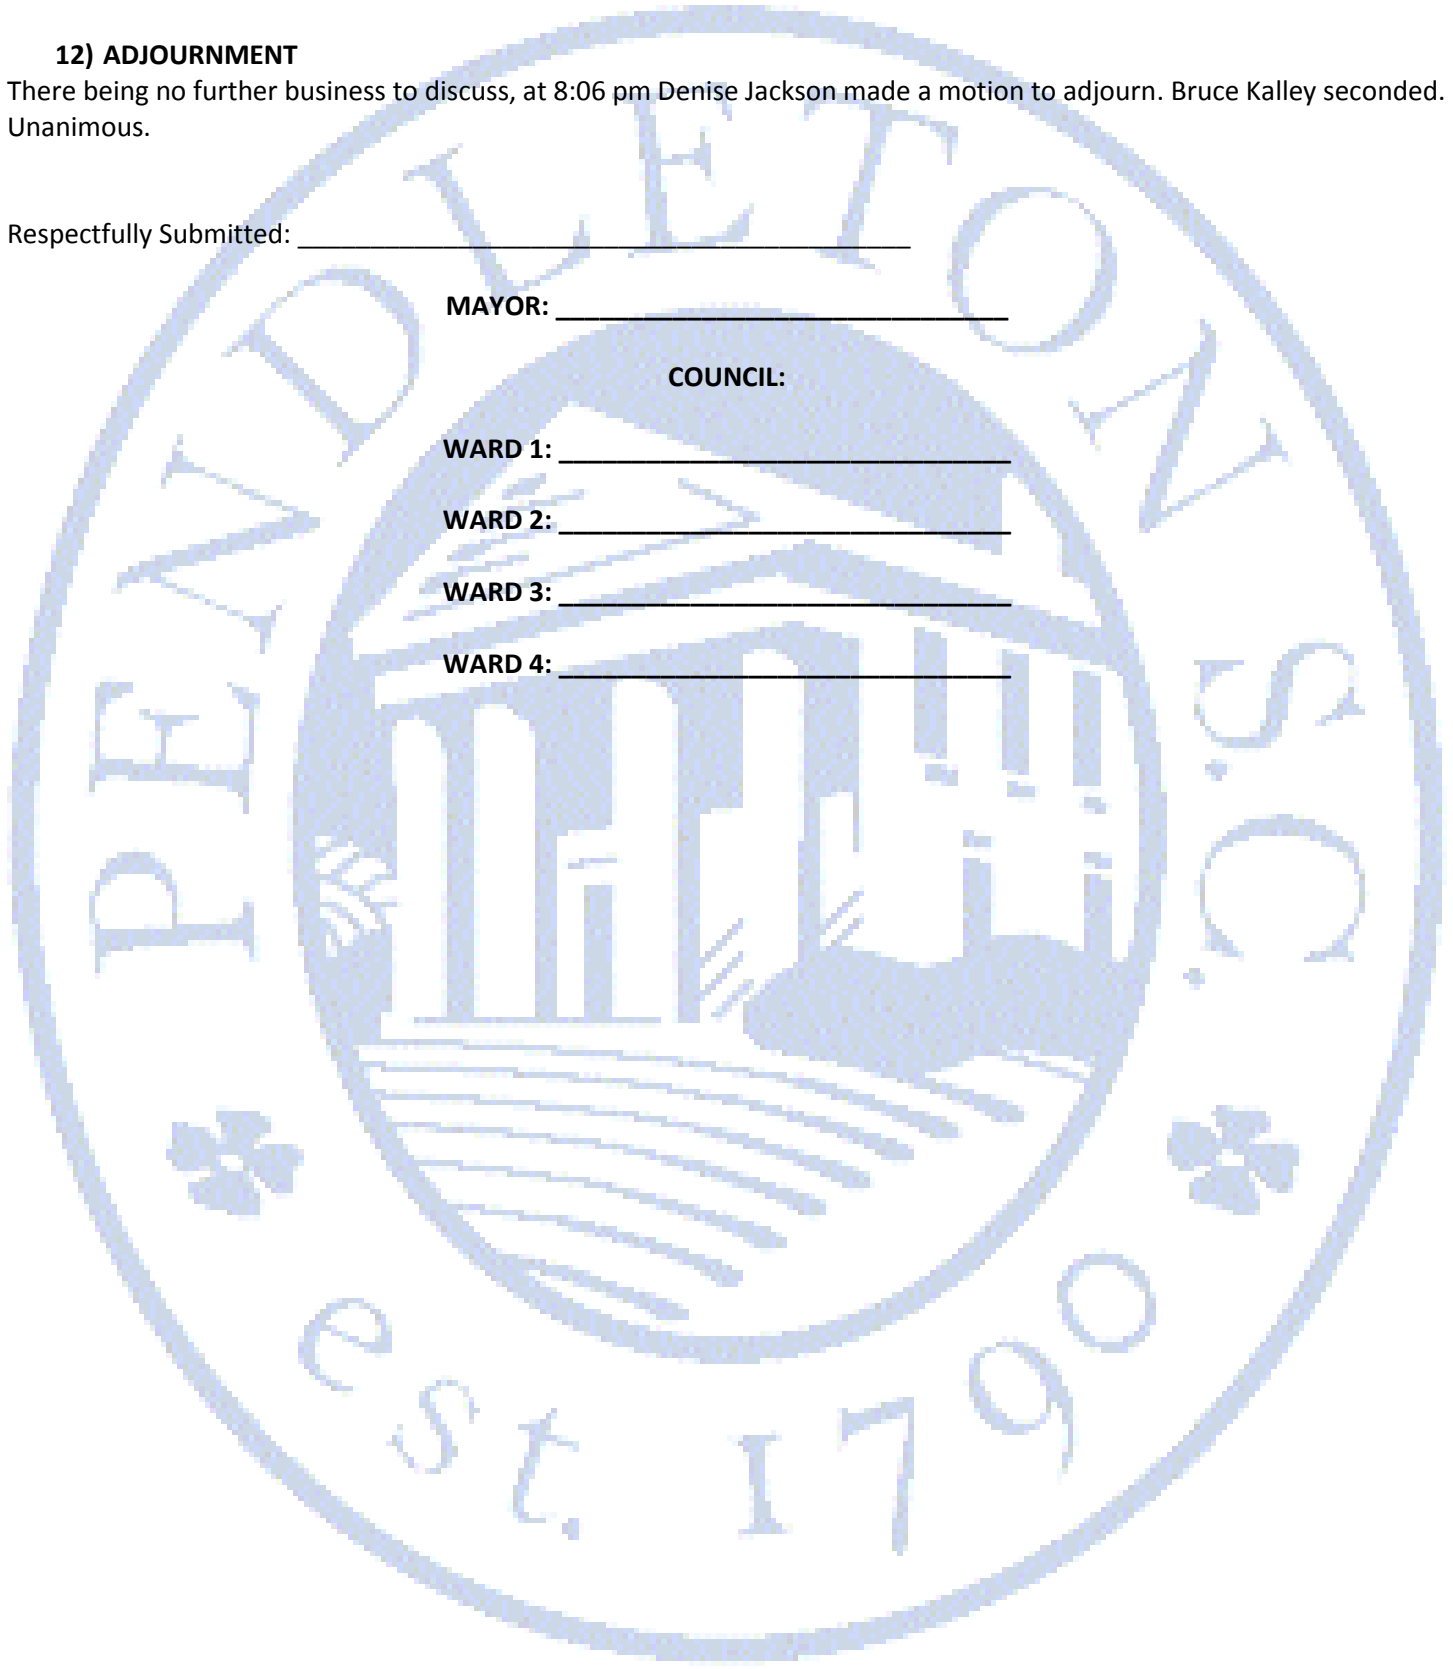 12) ADJOURNMENT
There being no further business to discuss, at 8:06 pm Denise Jackson made a motion to adjourn. Bruce Kalley seconded.
Unanimous.
Respectfully Submitted: ___________________________________________
MAYOR: ________________________________
COUNCIL:
WARD 1: ________________________________
WARD 2: ________________________________
WARD 3: ________________________________
WARD 4: ________________________________
PENDLETON S.C.
est. 1790